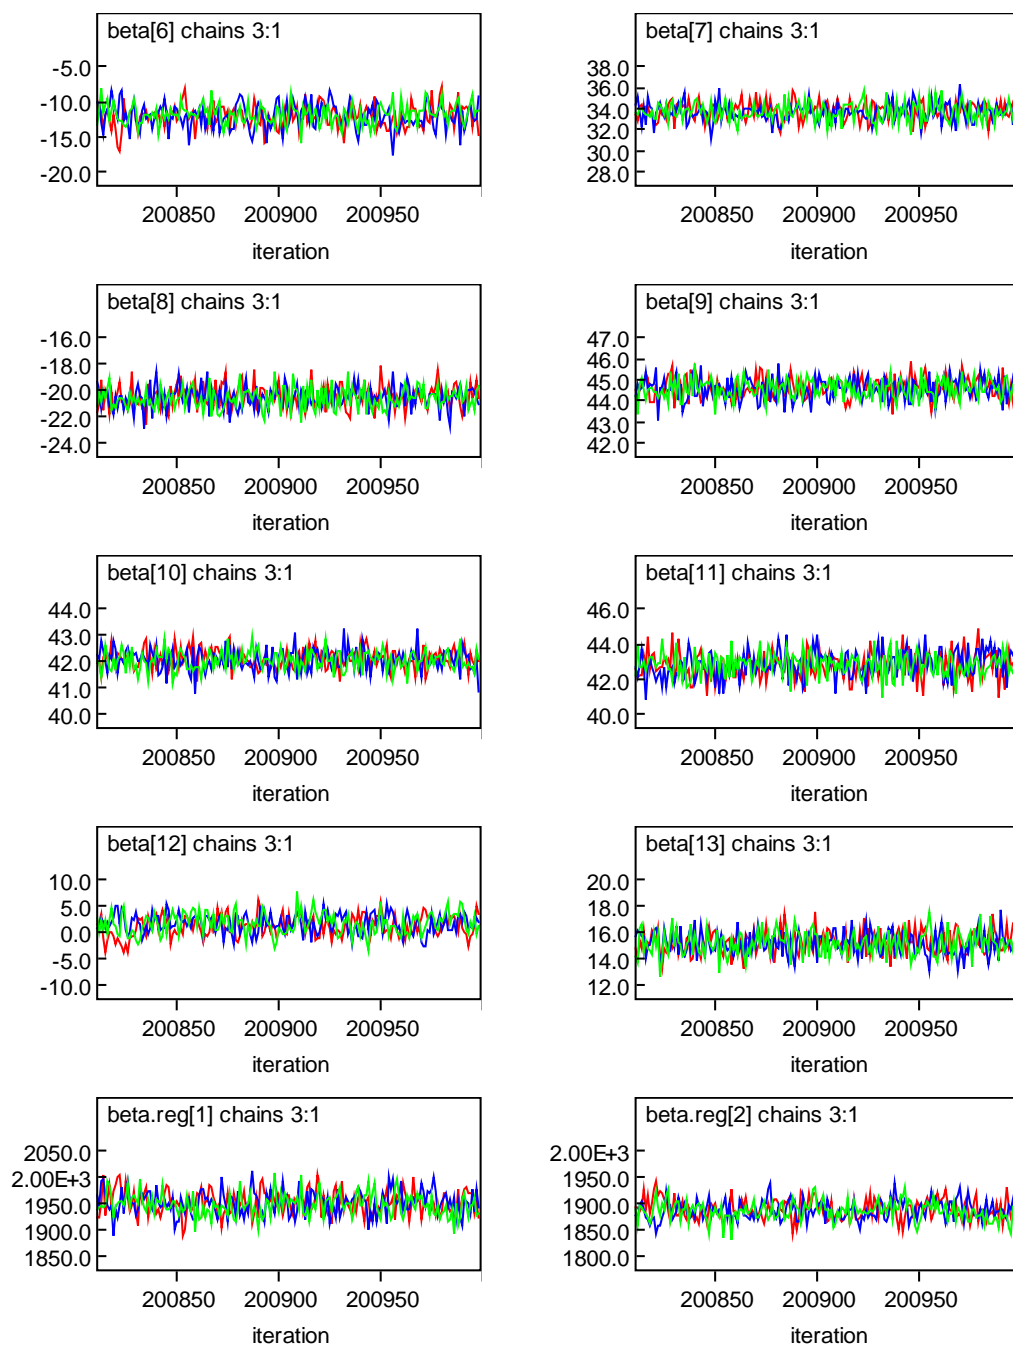 beta[6] chains 3:1
-5.0
-10.0
-15.0
-20.0
200850 200900 200950
iteration
beta[7] chains 3:1
38.0
36.0
34.0
32.0
30.0
28.0
200850 200900 200950
iteration
beta[8] chains 3:1
-16.0
-18.0
-20.0
-22.0
-24.0
200850 200900 200950
iteration
beta[9] chains 3:1
47.0
46.0
45.0
44.0
43.0
42.0
200850 200900 200950
iteration
beta[10] chains 3:1
44.0
43.0
42.0
41.0
40.0
200850 200900 200950
iteration
beta[11] chains 3:1
46.0
44.0
42.0
40.0
200850 200900 200950
iteration
beta[12] chains 3:1
10.0
5.0
0.0
-5.0
-10.0
200850 200900 200950
iteration
beta[13] chains 3:1
20.0
18.0
16.0
14.0
12.0
200850 200900 200950
iteration
beta.reg[1] chains 3:1
2050.0
2.00E+3
1950.0
1900.0
1850.0
200850 200900 200950
iteration
beta.reg[2] chains 3:1
2.00E+3
1950.0
1900.0
1850.0
1800.0
200850 200900 200950
iteration